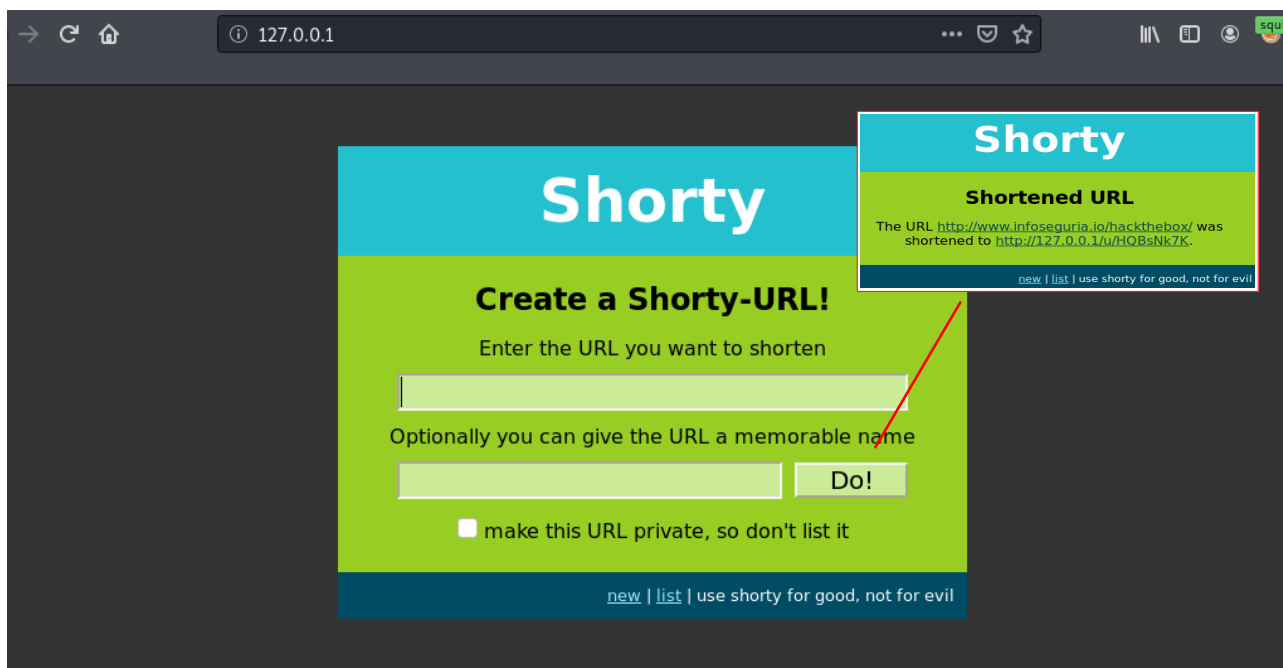 127.0.0.1
squi
Shorty
Create a Shorty-URL!
Enter the URL you want to shorten
Optionally you can give the URL a memorable name
Do!
make this URL private, so don't list it
new | list | use shorty for good, not for evil
Shorty
Shortened URL
The URL http://www.infoseguria.io/hackthebox/ was
shortened to http://127.0.0.1/u/HQBsNk7K.
new | list | use shorty for good, not for evil